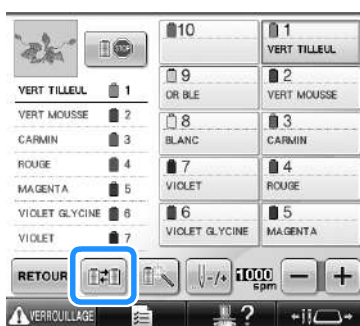 10
1
VERT TILLEUL
9
OR BLE
2
VERT MOUSSE
8
BLANC
3
CARMIN
7
VIOLET
4
ROUGE
6
VIOLET GLYCINE
5
MAGENTA
VERT TILLEUL 1
VERT MOUSSE 2
CARMIN 3
ROUGE 4
MAGENTA 5
VIOLET GLYCINE 6
VIOLET 7
RETOUR
-/+
1000 spm
- +
VERROUILLAGE
?